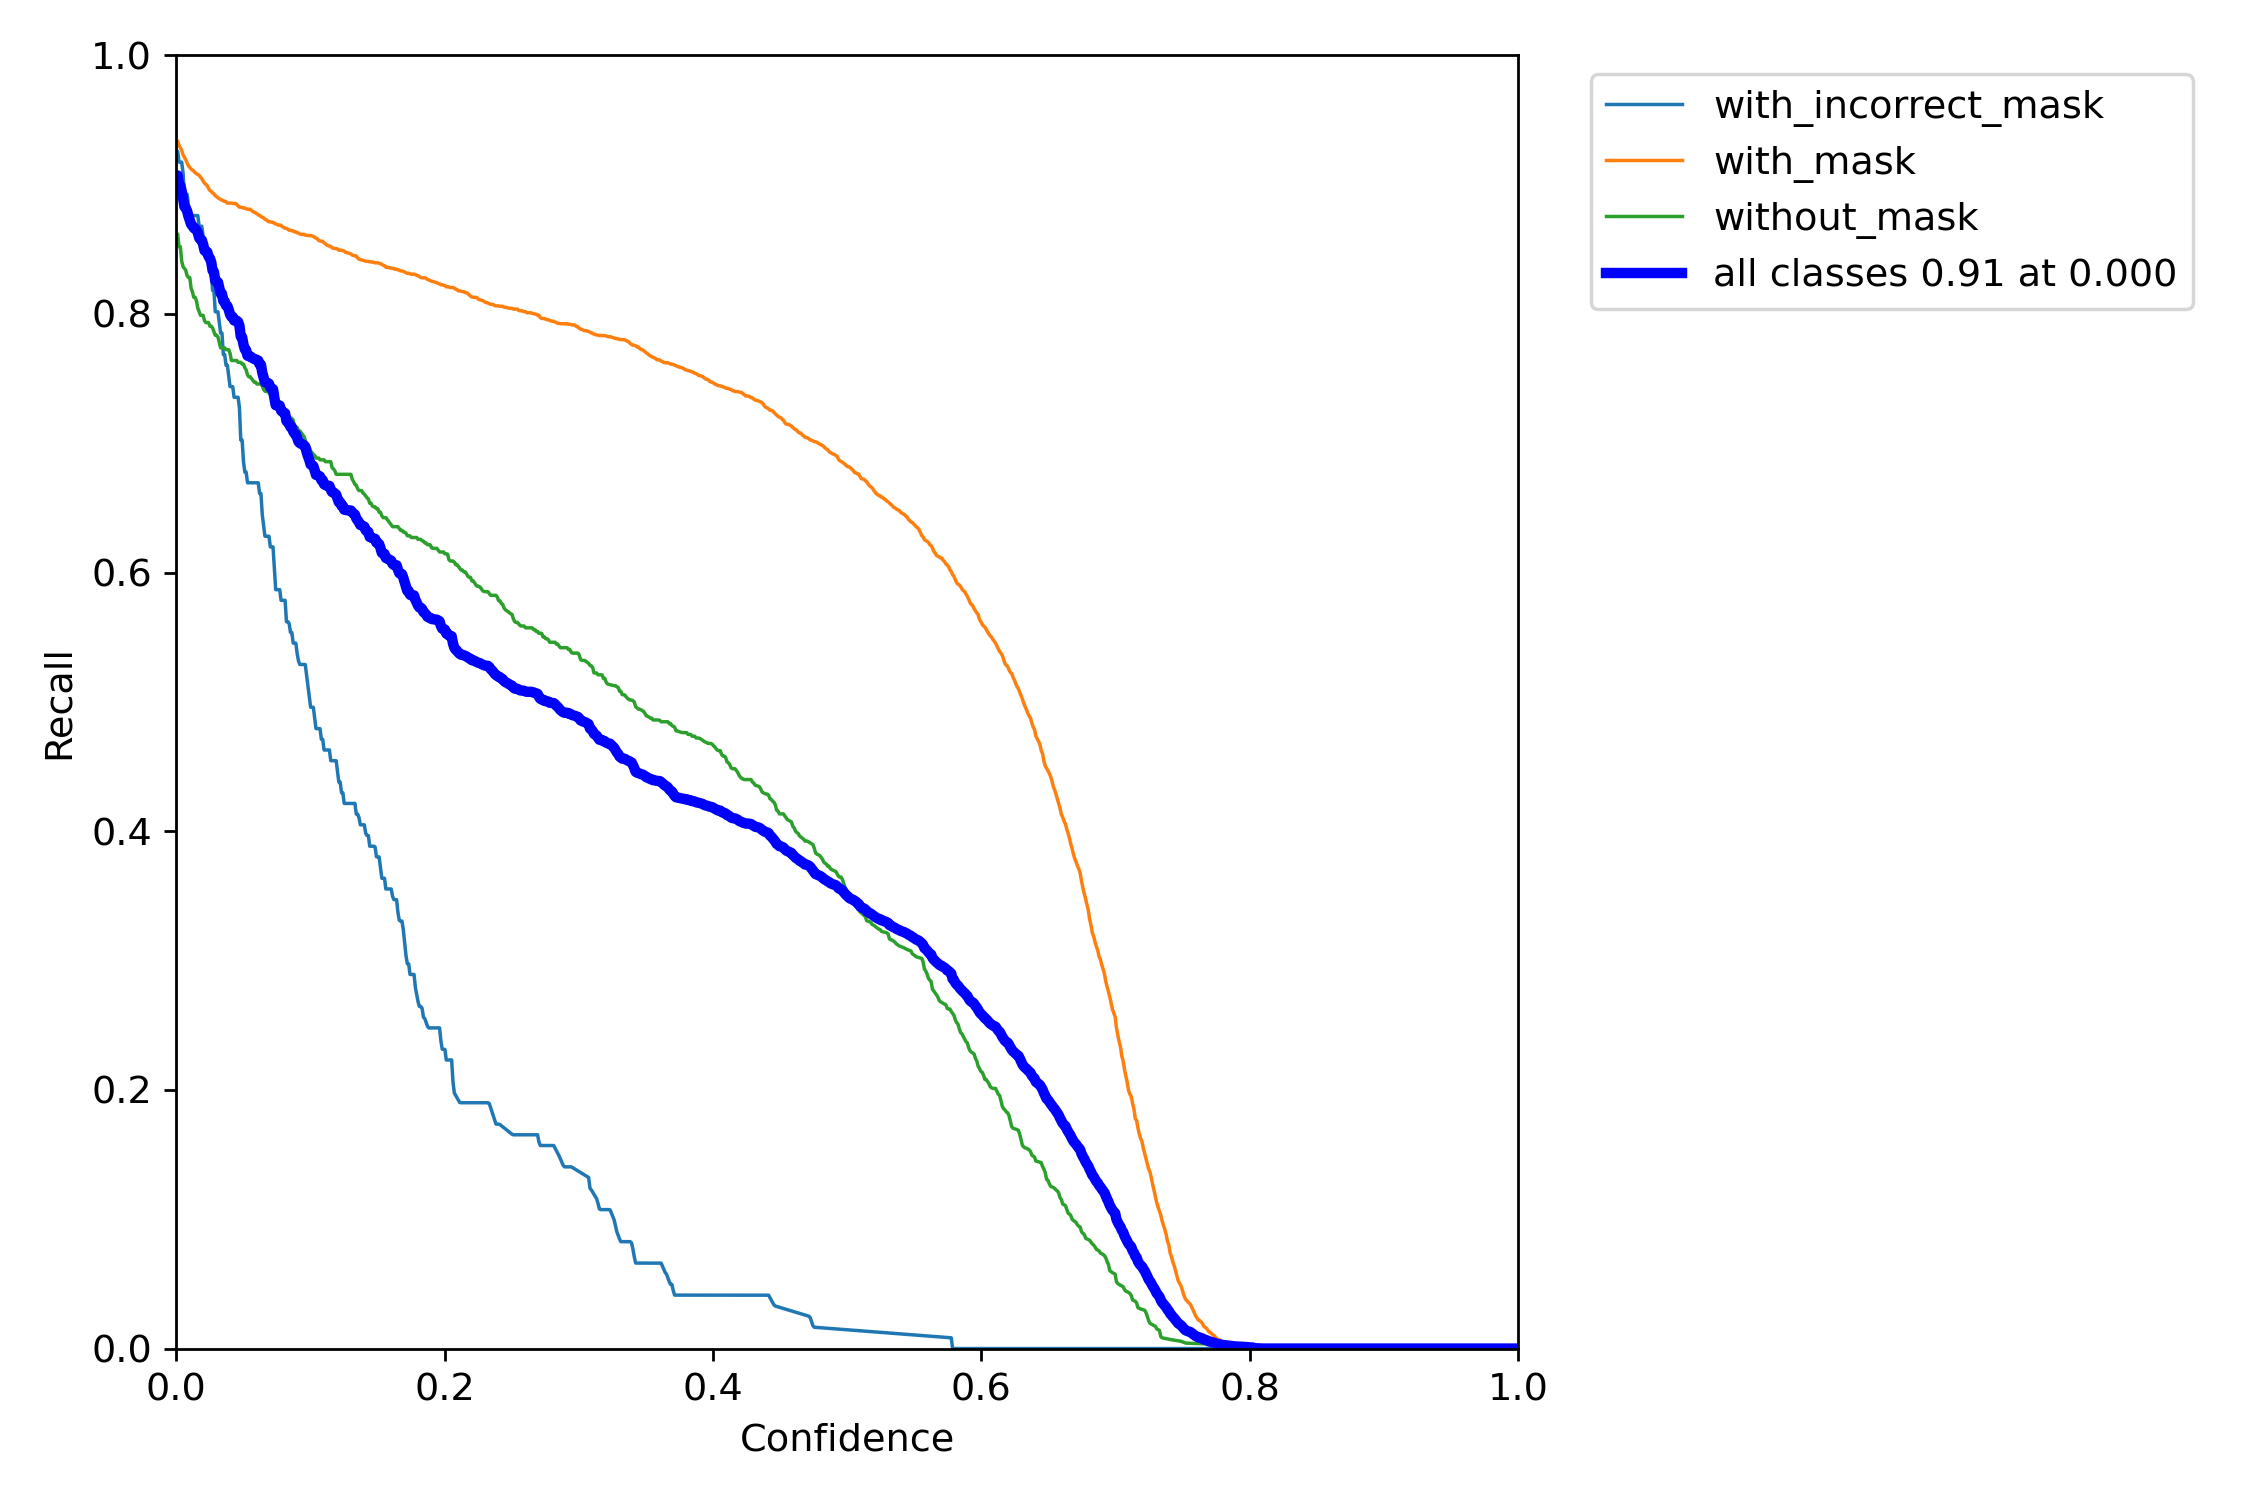 1.0
0.8
0.6
0.4
0.2
0.0
Recall
0.0 0.2 0.4 0.6 0.8 1.0
Confidence
with_incorrect_mask
with_mask
without_mask
all classes 0.91 at 0.000